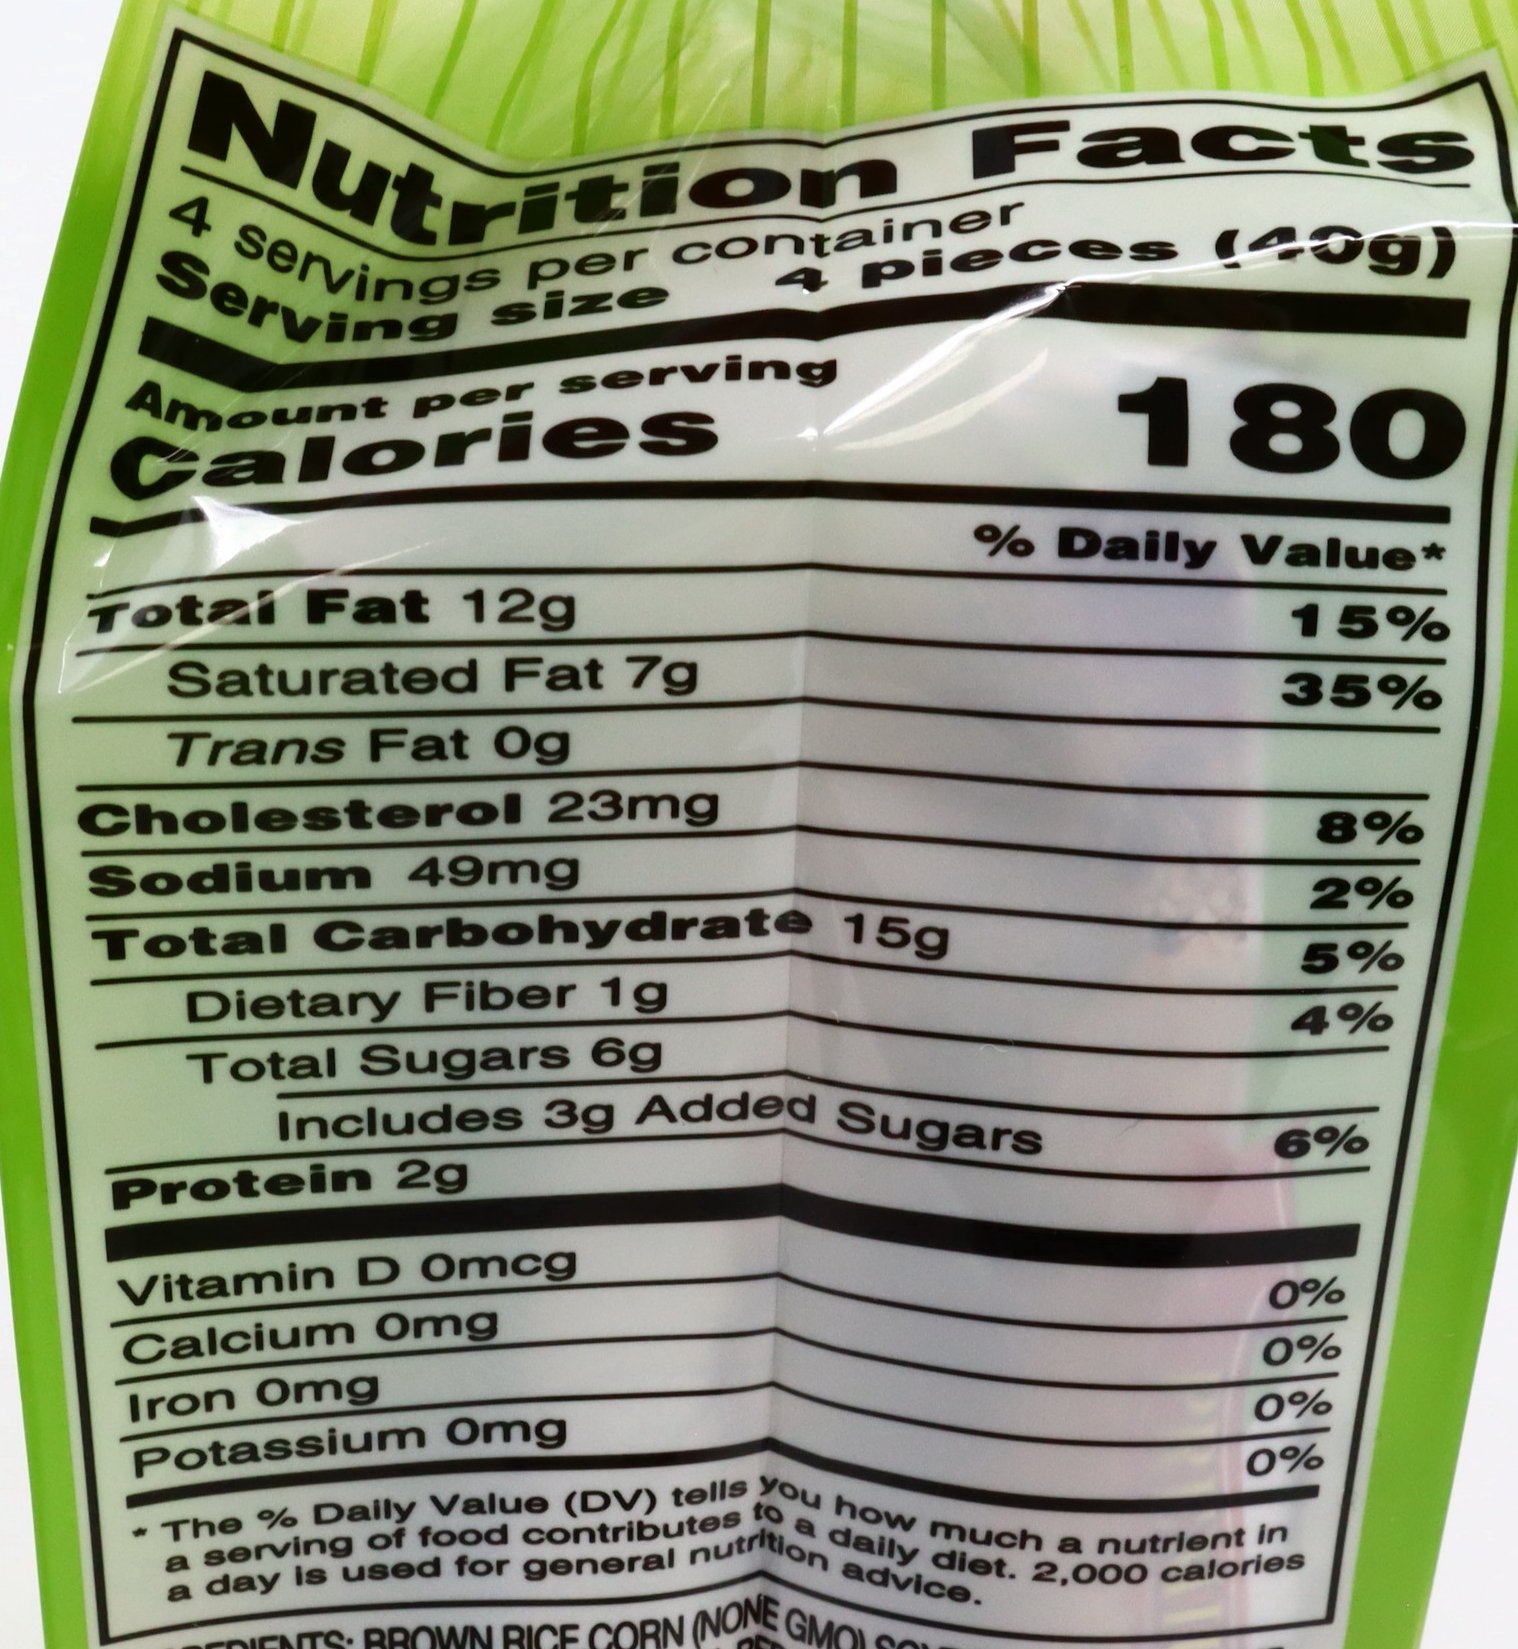 Nutrition Facts
4 servings per container
Serving size 4 pieces (40g)
Amount per serving
Calories 180
% Daily Value*
Total Fat 12g 15%
Saturated Fat 7g 35%
Trans Fat 0g
Cholesterol 23mg 8%
Sodium 49mg 2%
Total Carbohydrate 15g 5%
Dietary Fiber 1g 4%
Total Sugars 6g
Includes 3g Added Sugars 6%
Protein 2g
Vitamin D 0mcg 0%
Calcium 0mg 0%
Iron 0mg 0%
Potassium 0mg 0%
* The % Daily Value (DV) tells you how much a nutrient in
a serving of food contributes to a daily diet. 2,000 calories
a day is used for general nutrition advice.
BROWN RICE CORN (NONE GMO)